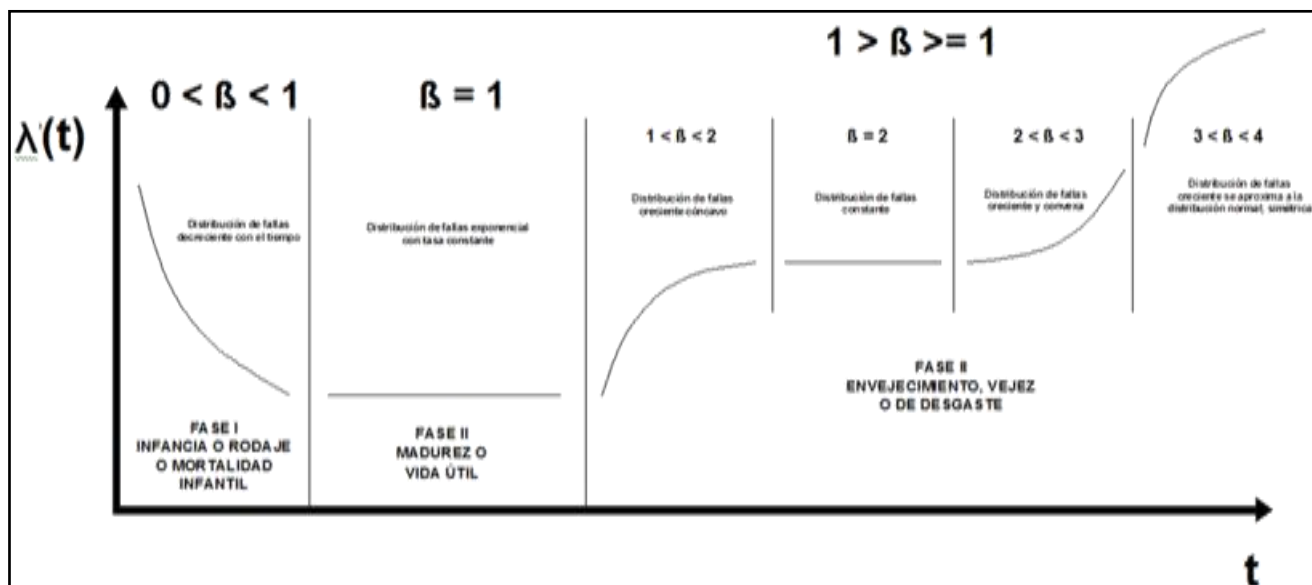 1 > ß >= 1
0 < ß < 1
ß = 1
λ(t)
1 < ß < 2
ß = 2
2 < ß < 3
3 < ß < 4
Distribución de fallas
decreciente con el tiempo
Distribución de fallas exponencial
con tasa constante
Distribución de fallas
creciente cóncavo
Distribución de fallas
constante
Distribución de fallas
creciente y convexa
Distribución de fallas
creciente se aproxima a la
distribución normal, simétrica
FASE I
INFANCIA O RODAJE
O MORTALIDAD
INFANTIL
FASE II
MADUREZ O
VIDA ÚTIL
FASE II
ENVEJECIMIENTO, VEJEZ
O DE DESGASTE
t